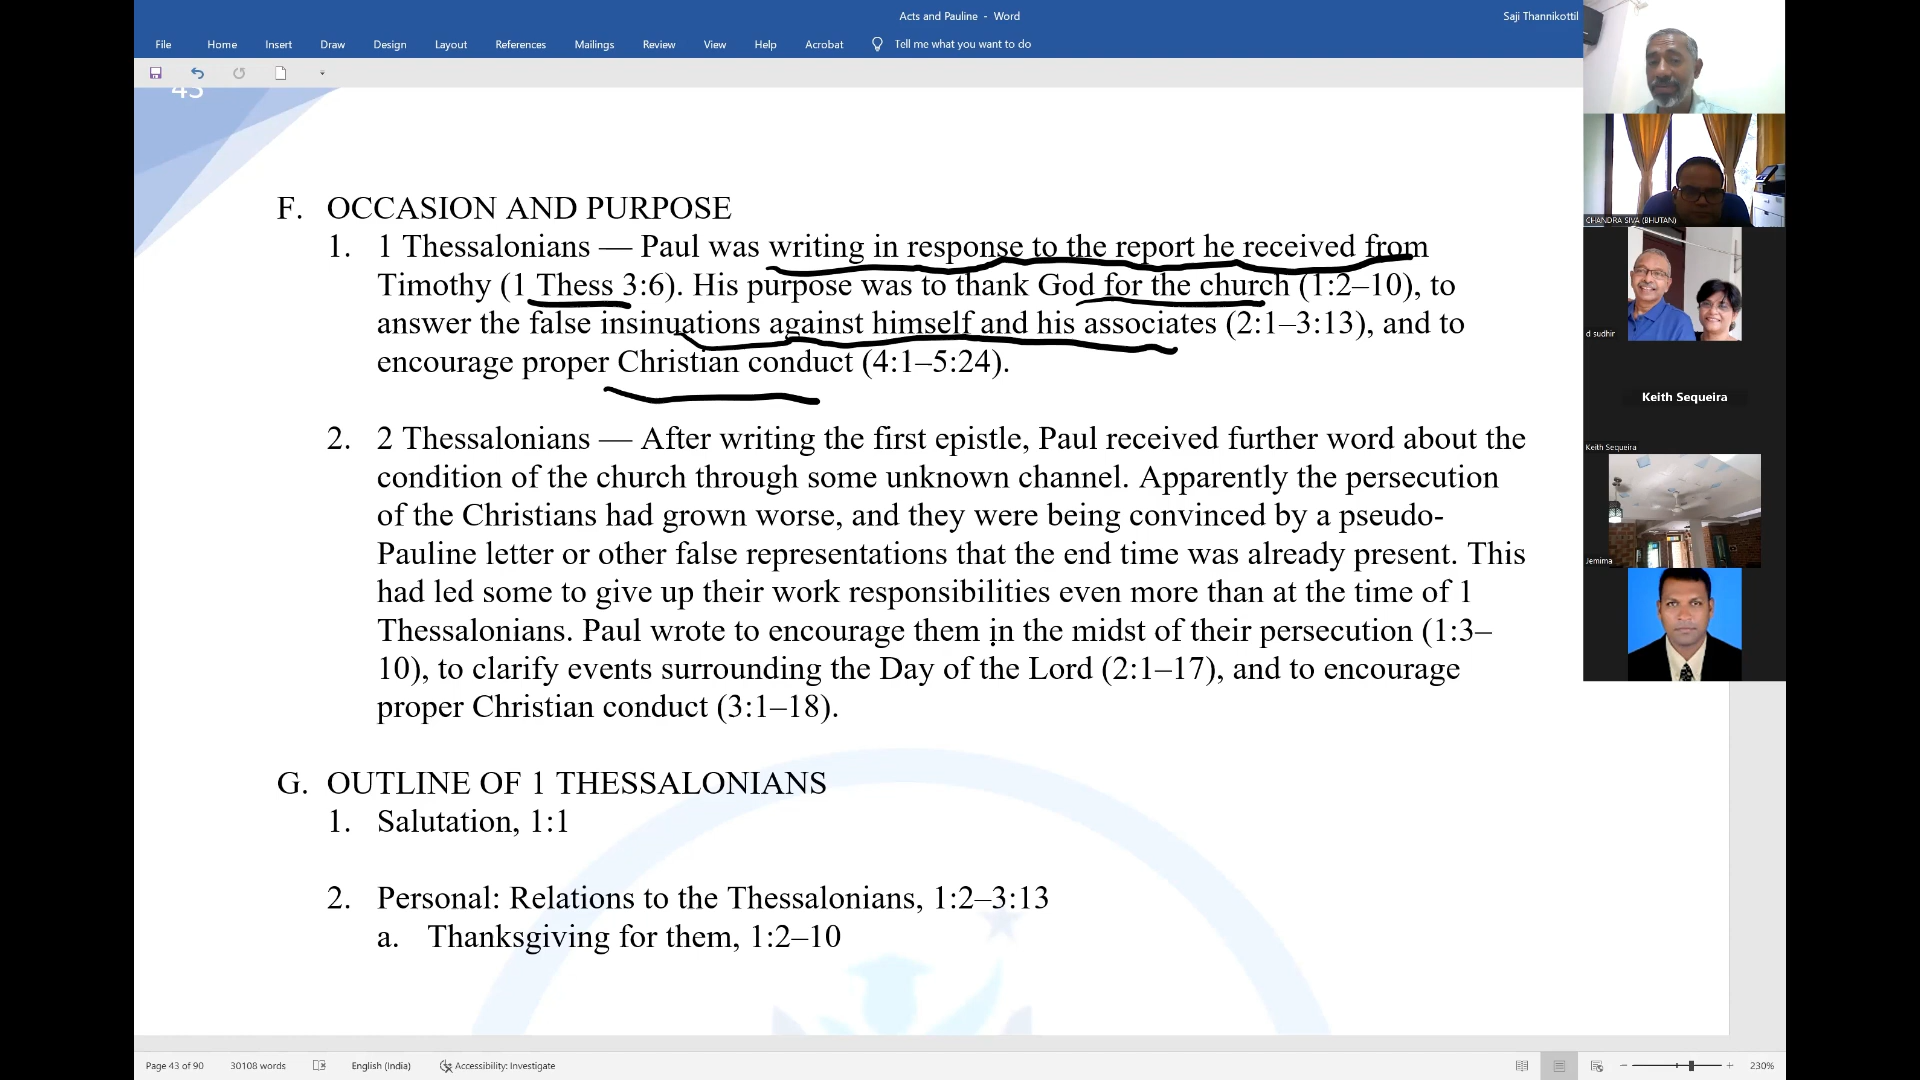 Acts and Pauline - Word
Saji Thannikottil
File Home Insert Draw Design Layout References Mailings Review View Help Acrobat Tell me what you want to do
43
F. OCCASION AND PURPOSE
1. 1 Thessalonians — Paul was writing in response to the report he received from
Timothy (1 Thess 3:6). His purpose was to thank God for the church (1:2–10), to
answer the false insinuations against himself and his associates (2:1–3:13), and to
encourage proper Christian conduct (4:1–5:24).
2. 2 Thessalonians — After writing the first epistle, Paul received further word about the
condition of the church through some unknown channel. Apparently the persecution
of the Christians had grown worse, and they were being convinced by a pseudo-
Pauline letter or other false representations that the end time was already present. This
had led some to give up their work responsibilities even more than at the time of 1
Thessalonians. Paul wrote to encourage them in the midst of their persecution (1:3–
10), to clarify events surrounding the Day of the Lord (2:1–17), and to encourage
proper Christian conduct (3:1–18).
G. OUTLINE OF 1 THESSALONIANS
1. Salutation, 1:1
2. Personal: Relations to the Thessalonians, 1:2–3:13
a. Thanksgiving for them, 1:2–10
CHANDRA SIVA (BHUTAN)
d sudhir
Keith Sequeira
Keith Sequeira
Jemima
Page 43 of 90 30108 words English (India) Accessibility: Investigate 230%